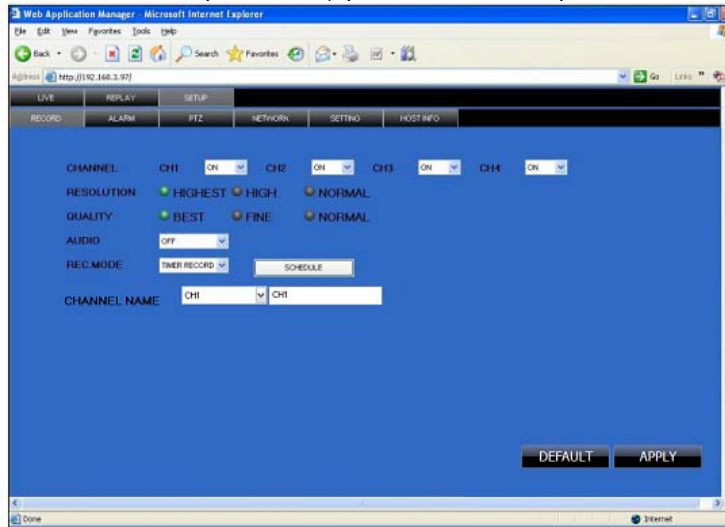 Web Application Manager - Microsoft Internet Explorer
File Edit View Favorites Tools Help
Back Search Favorites
Address http://192.168.3.97/ Go Links »
LIVE REPLAY SETUP
RECORD ALARM PTZ NETWORK SETTING HOST INFO
CHANNEL CH1 ON CH2 ON CH3 ON CH4 ON
RESOLUTION HIGHEST HIGH NORMAL
QUALITY BEST FINE NORMAL
AUDIO OFF
REC.MODE TIMER RECORD SCHEDULE
CHANNEL NAME CH1 CH1
DEFAULT APPLY
Done Internet